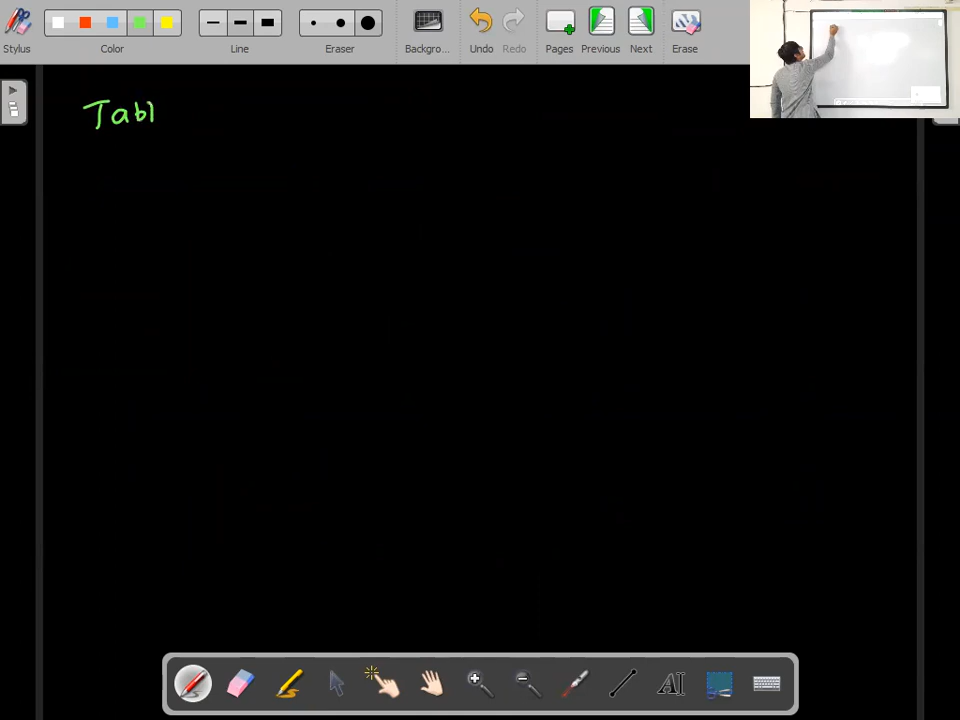 Stylus
Color
Line
Eraser
Backgro...
Undo
Redo
Pages
Previous
Next
Erase
Tabl